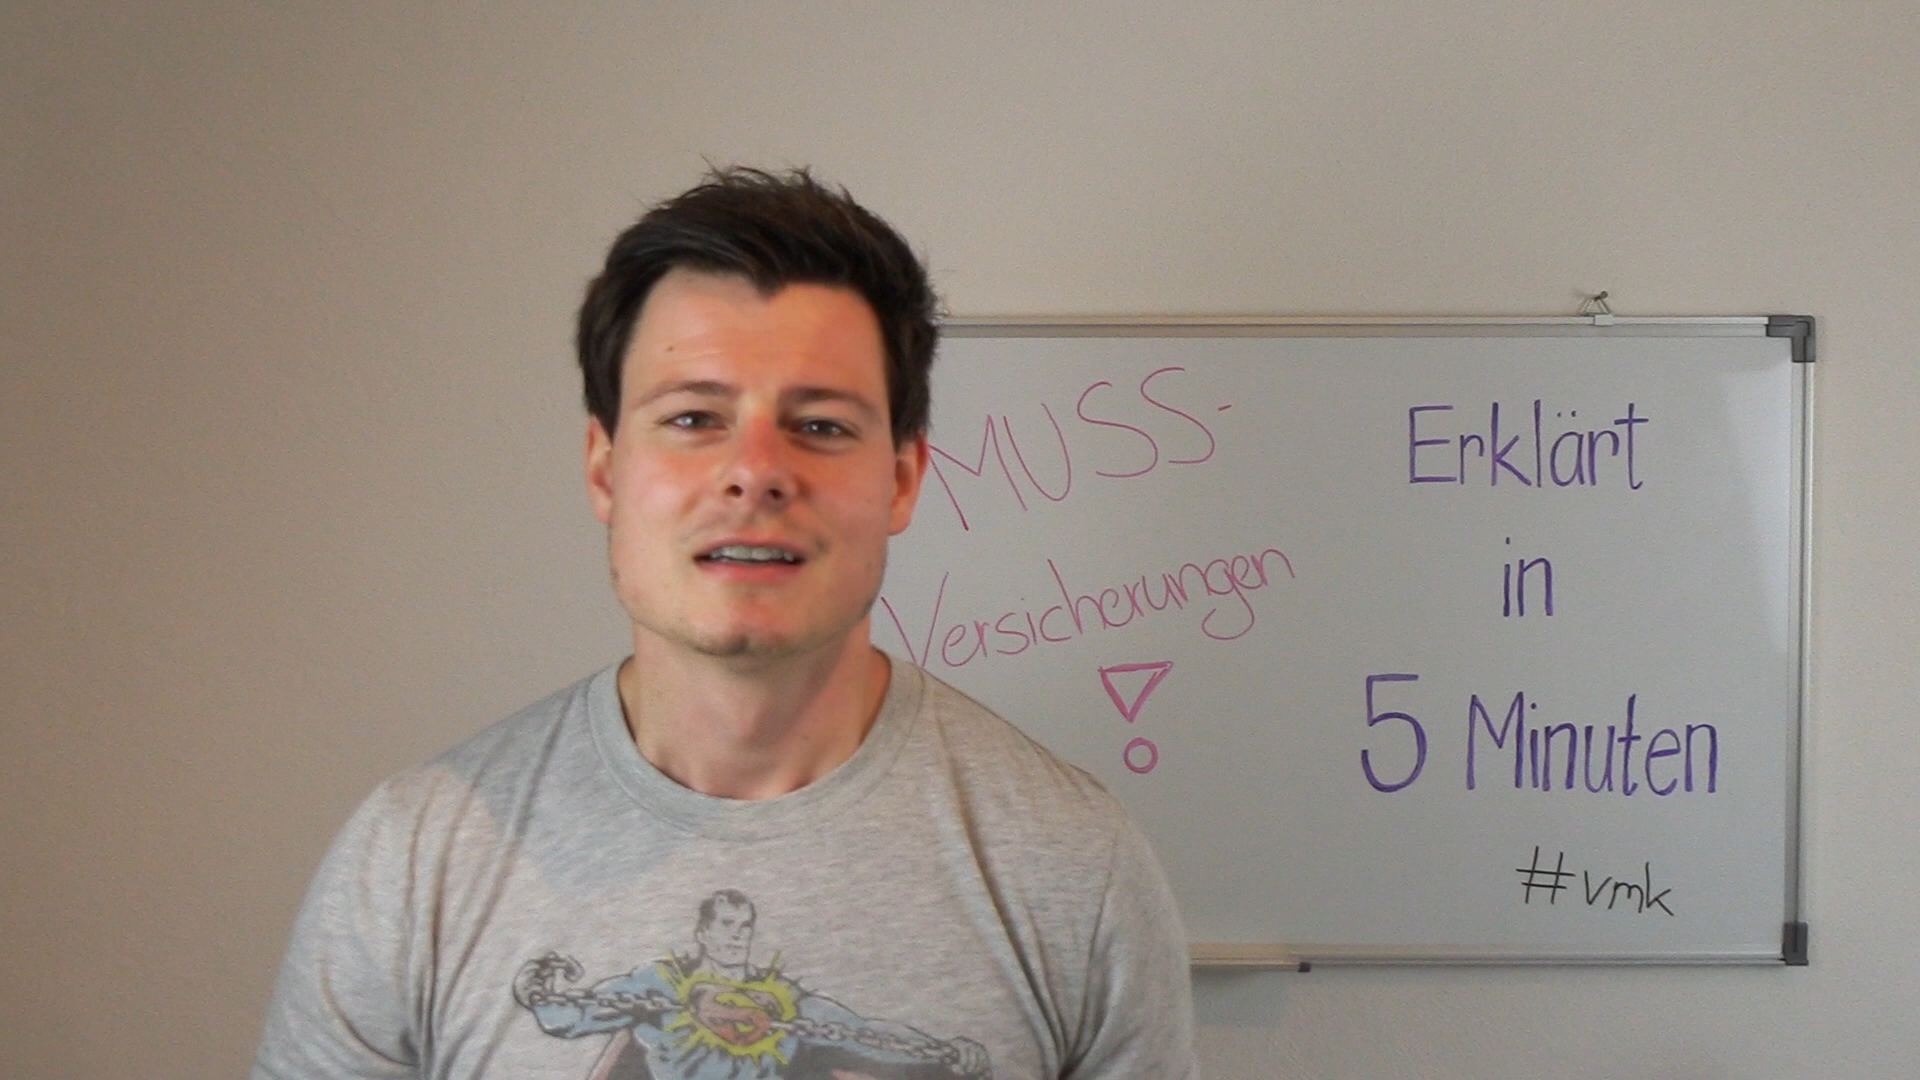 MUSS-
Versicherungen
!
Erklärt
in
5 Minuten
#vmk
S